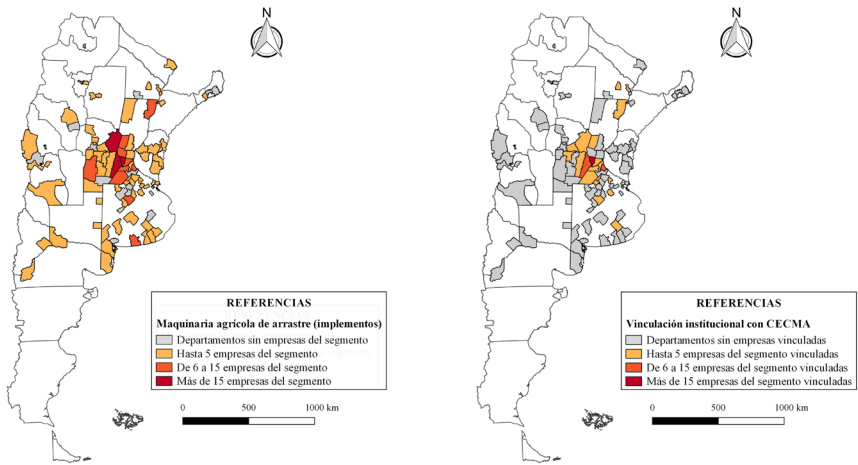 N
REFERENCIAS
Maquinaria agrícola de arrastre (implementos)
Departamentos sin empresas del segmento
Hasta 5 empresas del segmento
De 6 a 15 empresas del segmento
Más de 15 empresas del segmento
0 500 1000 km
N
REFERENCIAS
Vinculación institucional con CECMA
Departamentos sin empresas vinculadas
Hasta 5 empresas del segmento vinculadas
De 6 a 15 empresas del segmento vinculadas
Más de 15 empresas del segmento vinculadas
0 500 1000 km